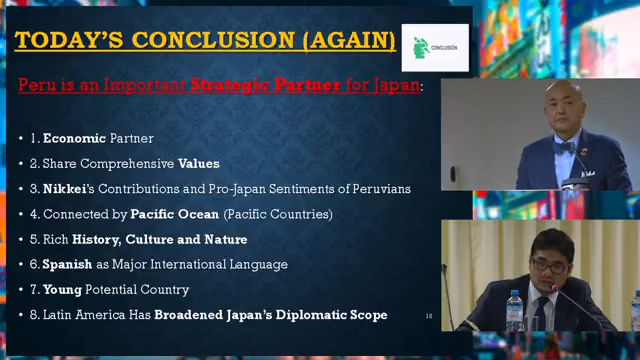 TODAY'S CONCLUSION (AGAIN)
CONCLUSIÓN
Peru is an Important Strategic Partner for Japan:
• 1. Economic Partner
• 2. Share Comprehensive Values
• 3. Nikkei's Contributions and Pro-Japan Sentiments of Peruvians
• 4. Connected by Pacific Ocean (Pacific Countries)
• 5. Rich History, Culture and Nature
• 6. Spanish as Major International Language
• 7. Young Potential Country
• 8. Latin America Has Broadened Japan's Diplomatic Scope
18